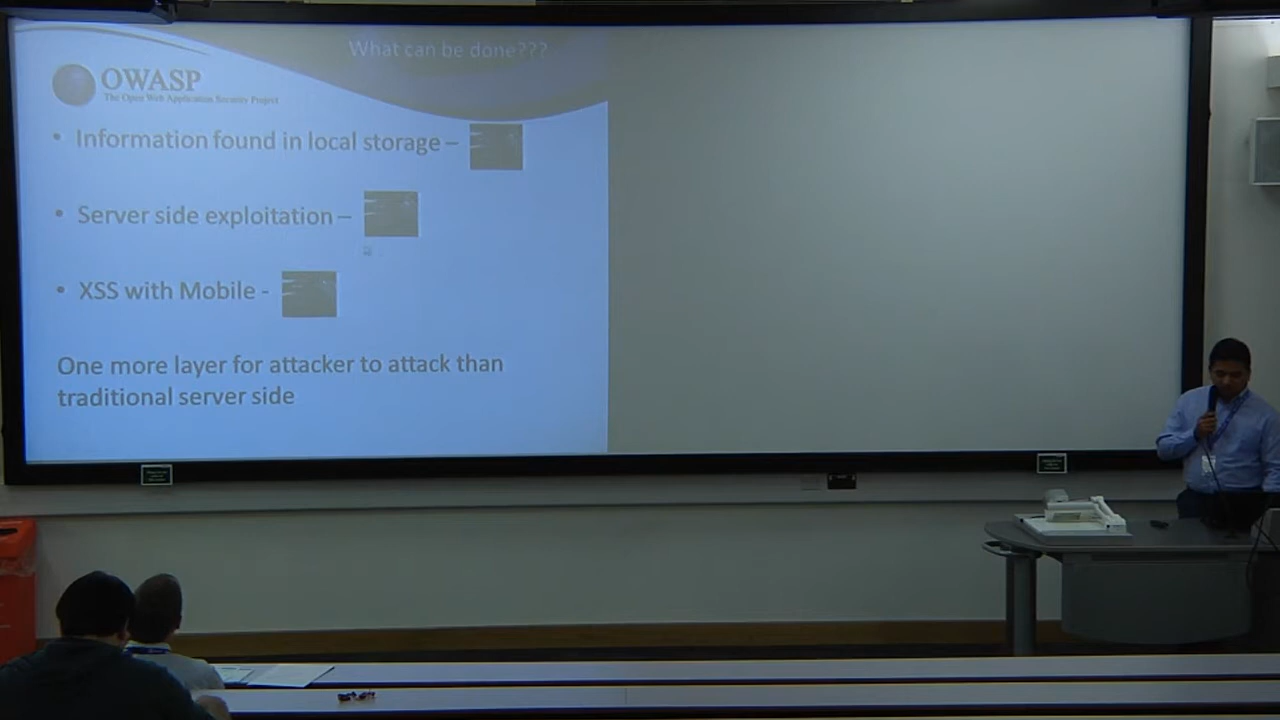 What can be done???
OWASP
The Open Web Application Security Project
• Information found in local storage –
• Server side exploitation –
• XSS with Mobile -
One more layer for attacker to attack than
traditional server side